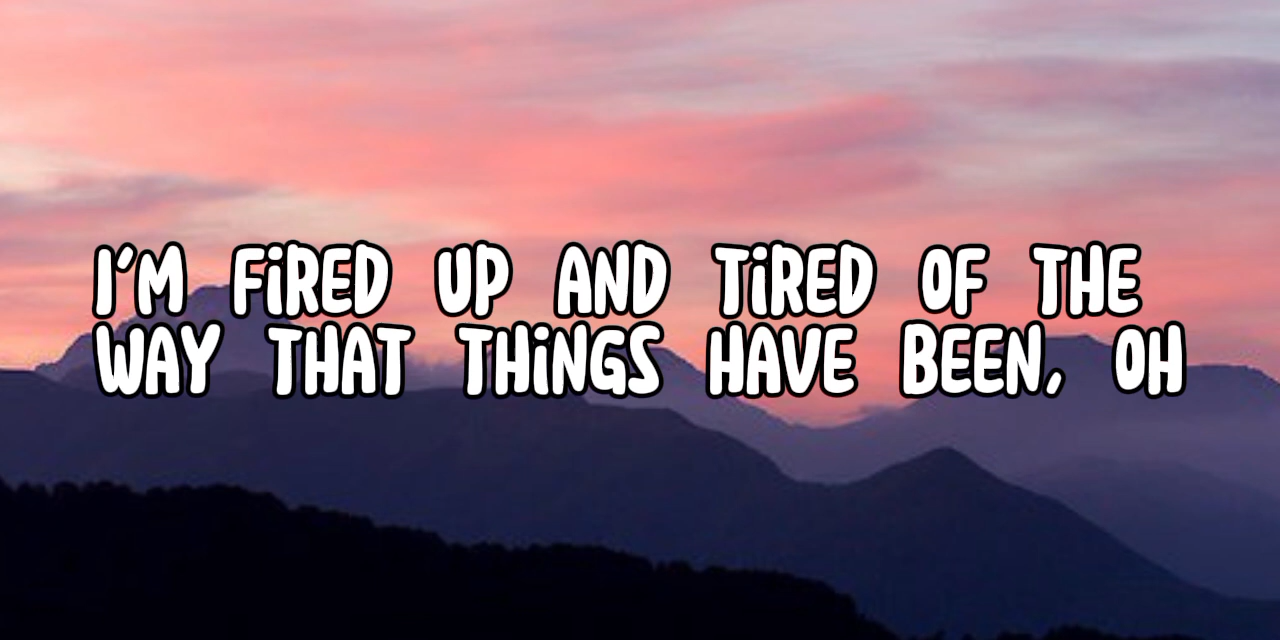 I'M FiRED UP AND TiRED OF THE
WAY THAT THiNGS HAVE BEEN, OH